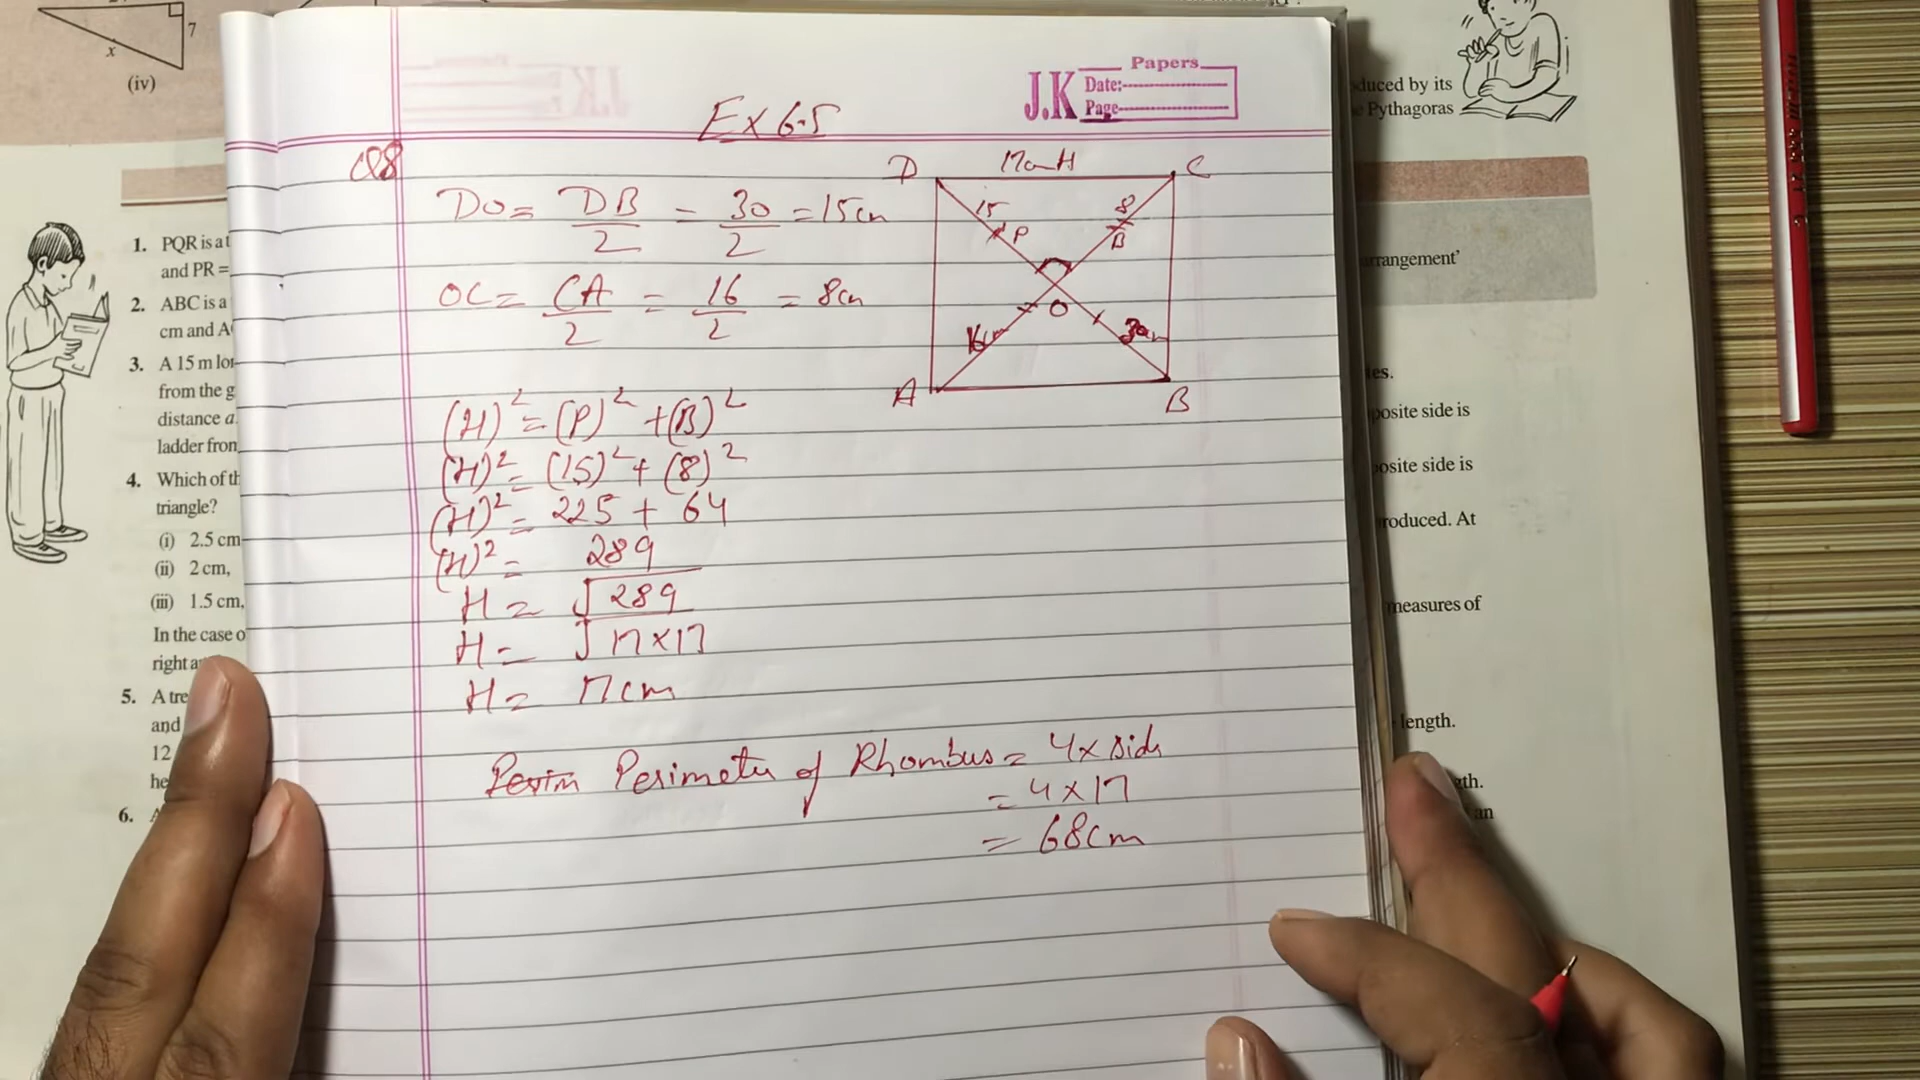 7
x
(iv)
J.K Papers
Date:
Page
Ex 6.5
Q8
DO = DB/2 = 30/2 = 15cm
OC = CA/2 = 16/2 = 8cm
D 17cm H C
15 P
8 B
O
16cm
30cm
A B
(H)² = (P)² + (B)²
(H)² = (15)² + (8)²
(H)² = 225 + 64
(H)² = 289
H = √289
H = √17×17
H = 17cm
Perimeter of Rhombus = 4× side
= 4×17
= 68cm
1. PQR is a
and PR =
2. ABC is a
cm and A
3. A 15 m lon
from the g
distance a
ladder from
4. Which of th
triangle?
(i) 2.5 cm
(ii) 2 cm,
(iii) 1.5 cm,
In the case o
right a
5. A tre
and
12
he
6. A
duced by its
Pythagoras
rrangement’
es.
posite side is
osite side is
roduced. At
measures of
length.
gth.
an